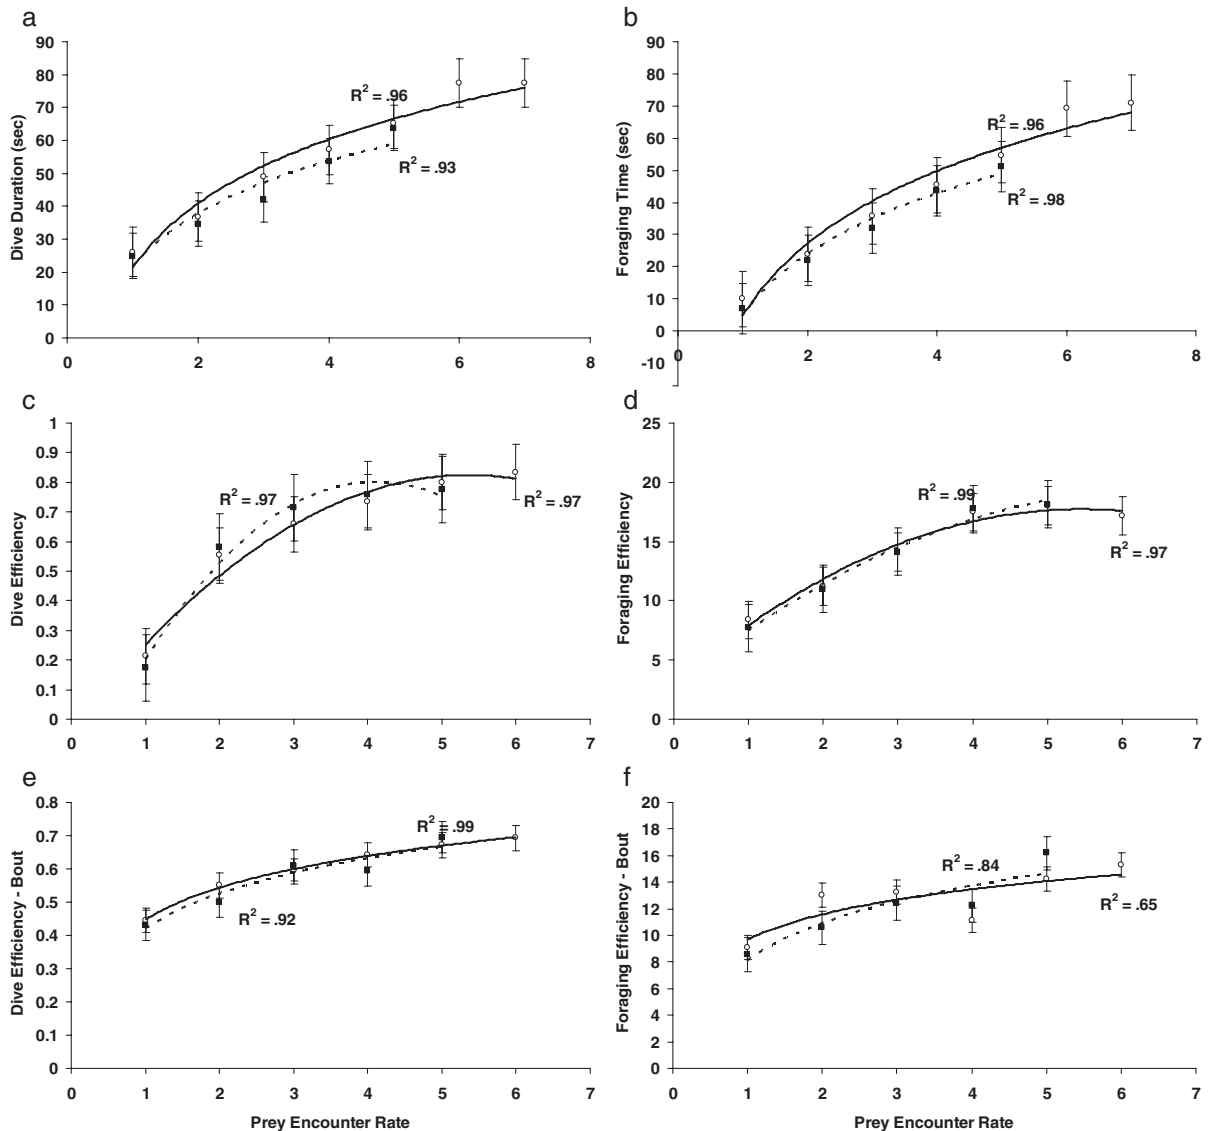 a
Dive Duration (sec)
90
80
70
60
50
40
30
20
10
0
0 2 4 6 8
R² = .96
R² = .93
b
Foraging Time (sec)
90
80
70
60
50
40
30
20
10
0
-10
0 2 4 6 8
R² = .96
R² = .98
c
Dive Efficiency
1
0.9
0.8
0.7
0.6
0.5
0.4
0.3
0.2
0.1
0
0 1 2 3 4 5 6 7
R² = .97
R² = .97
d
Foraging Efficiency
25
20
15
10
5
0
0 1 2 3 4 5 6 7
R² = .99
R² = .97
e
Dive Efficiency - Bout
0.8
0.7
0.6
0.5
0.4
0.3
0.2
0.1
0
0 1 2 3 4 5 6 7
R² = .99
R² = .92
Prey Encounter Rate
f
Foraging Efficiency - Bout
20
18
16
14
12
10
8
6
4
2
0
0 1 2 3 4 5 6 7
R² = .84
R² = .65
Prey Encounter Rate